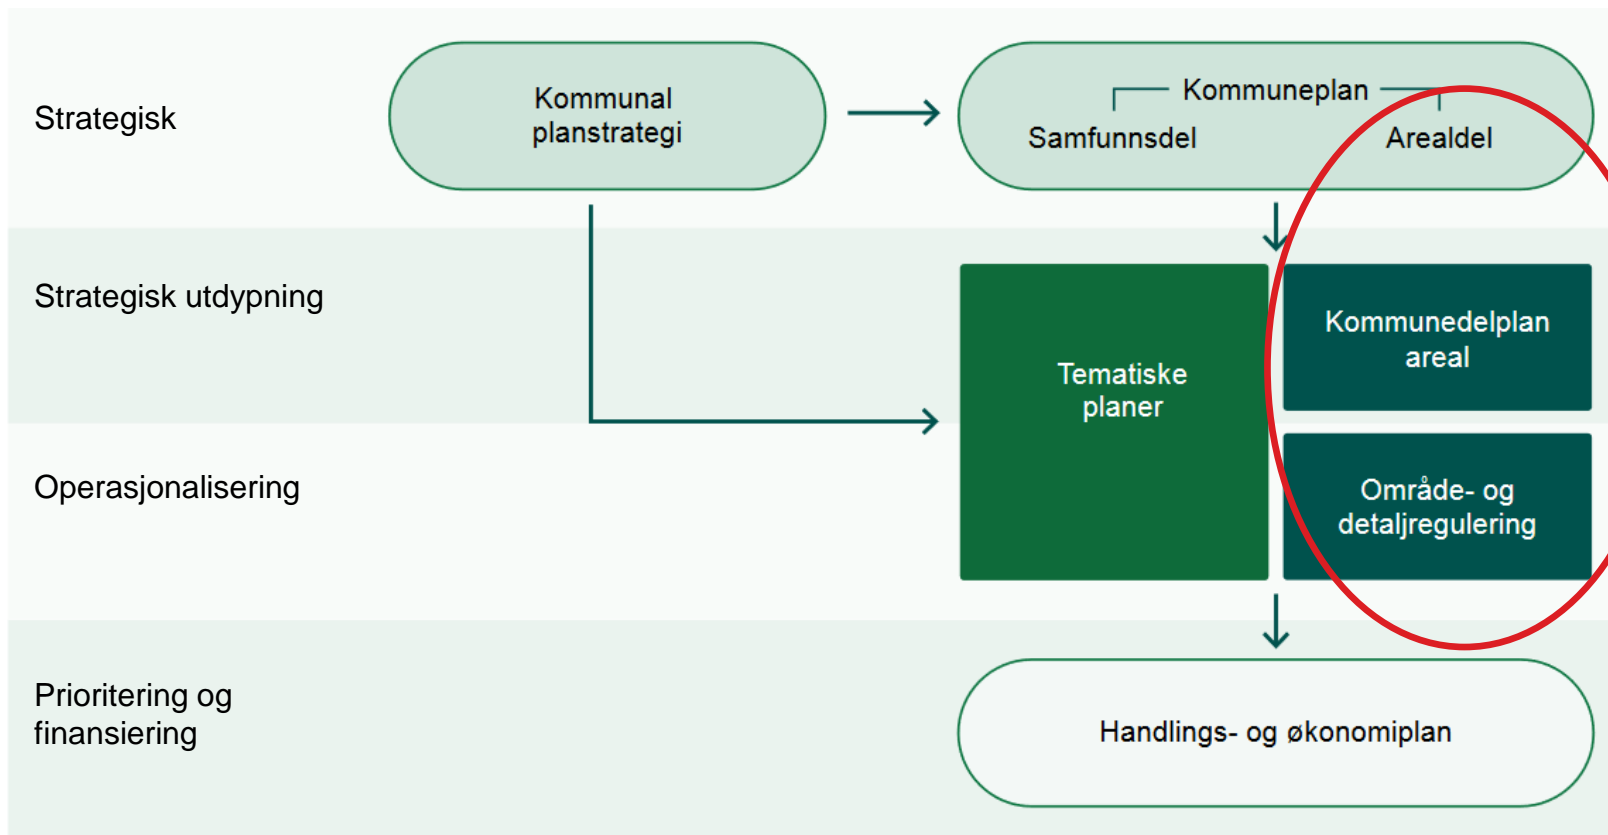 Strategisk
Kommunal
planstrategi
Kommuneplan
Samfunnsdel
Arealdel
Strategisk utdypning
Tematiske
planer
Kommunedelplan
areal
Operasjonalisering
Område- og
detaljregulering
Prioritering og
finansiering
Handlings- og økonomiplan